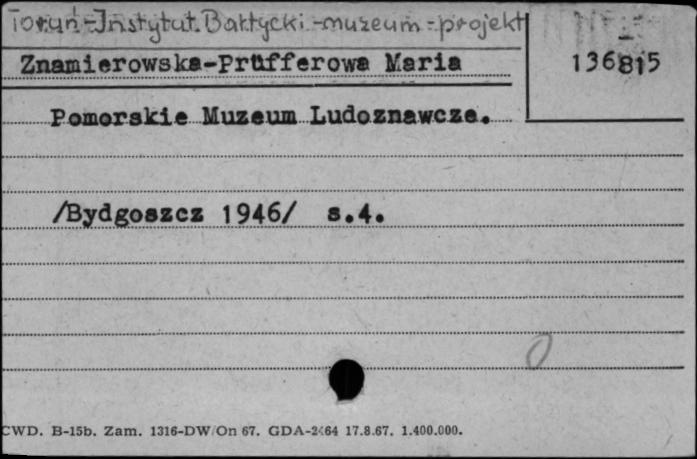 Toruń-Instytut Bałtycki-muzeum-projekt
Znamierowska-Prüfferowa Maria
136815
Pomorskie Muzeum Ludoznawcze.
/Bydgoszcz 1946/ s.4.
0
CWD. B-15b. Zam. 1316-DW/On 67. GDA-2464 17.8.67. 1.400.000.